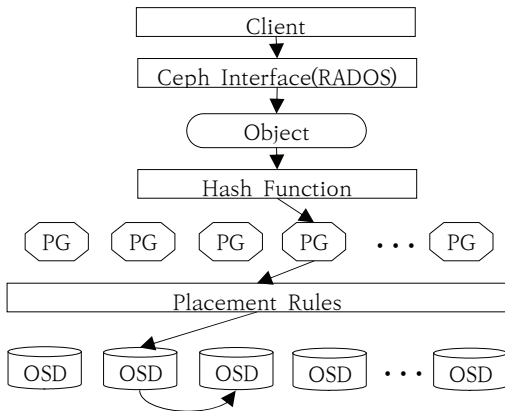 Client
Ceph Interface(RADOS)
Object
Hash Function
PG PG PG PG ••• PG
Placement Rules
OSD OSD OSD OSD ••• OSD